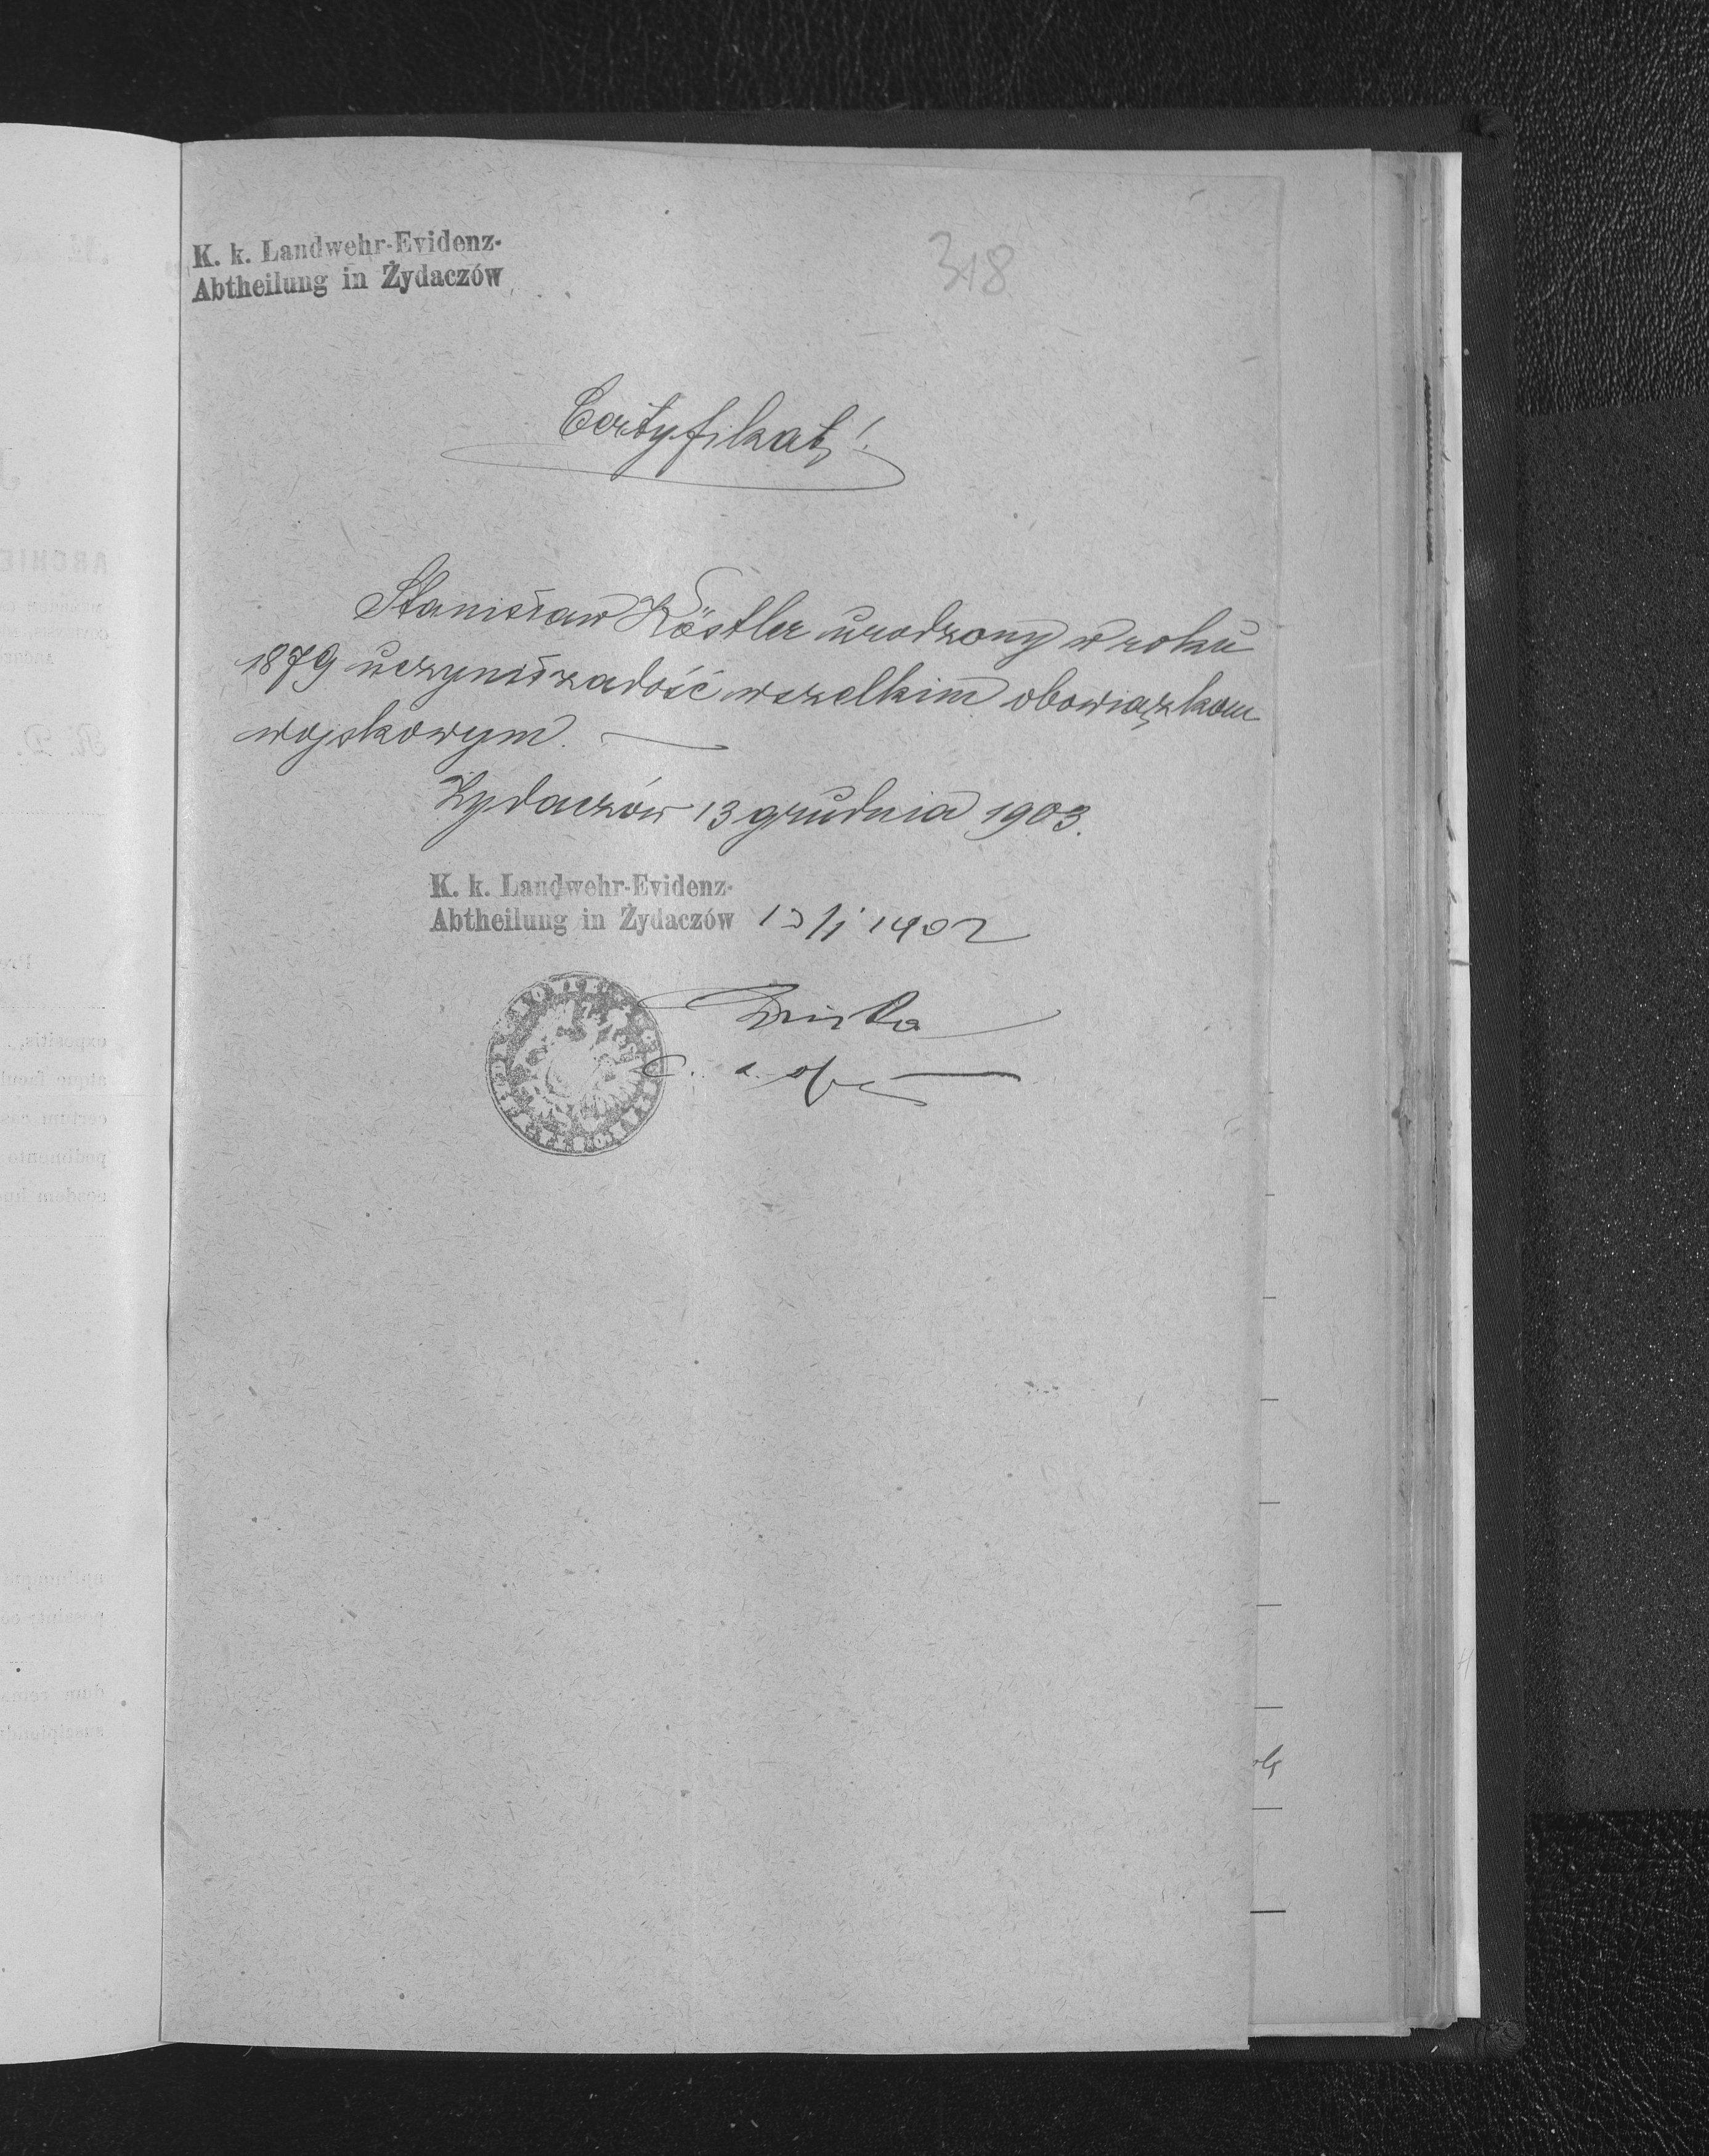 K. k. Landwehr-Evidenz-
Abtheilung in Żydaczów
318
Certyfikat!
Stanisław Köstler urodzony w roku
1879 uczynił zadość wszelkim obowiązkom
wojskowym.
Żydaczów 13 grudnia 1903.
K. k. Landwehr-Evidenz-
Abtheilung in Żydaczów